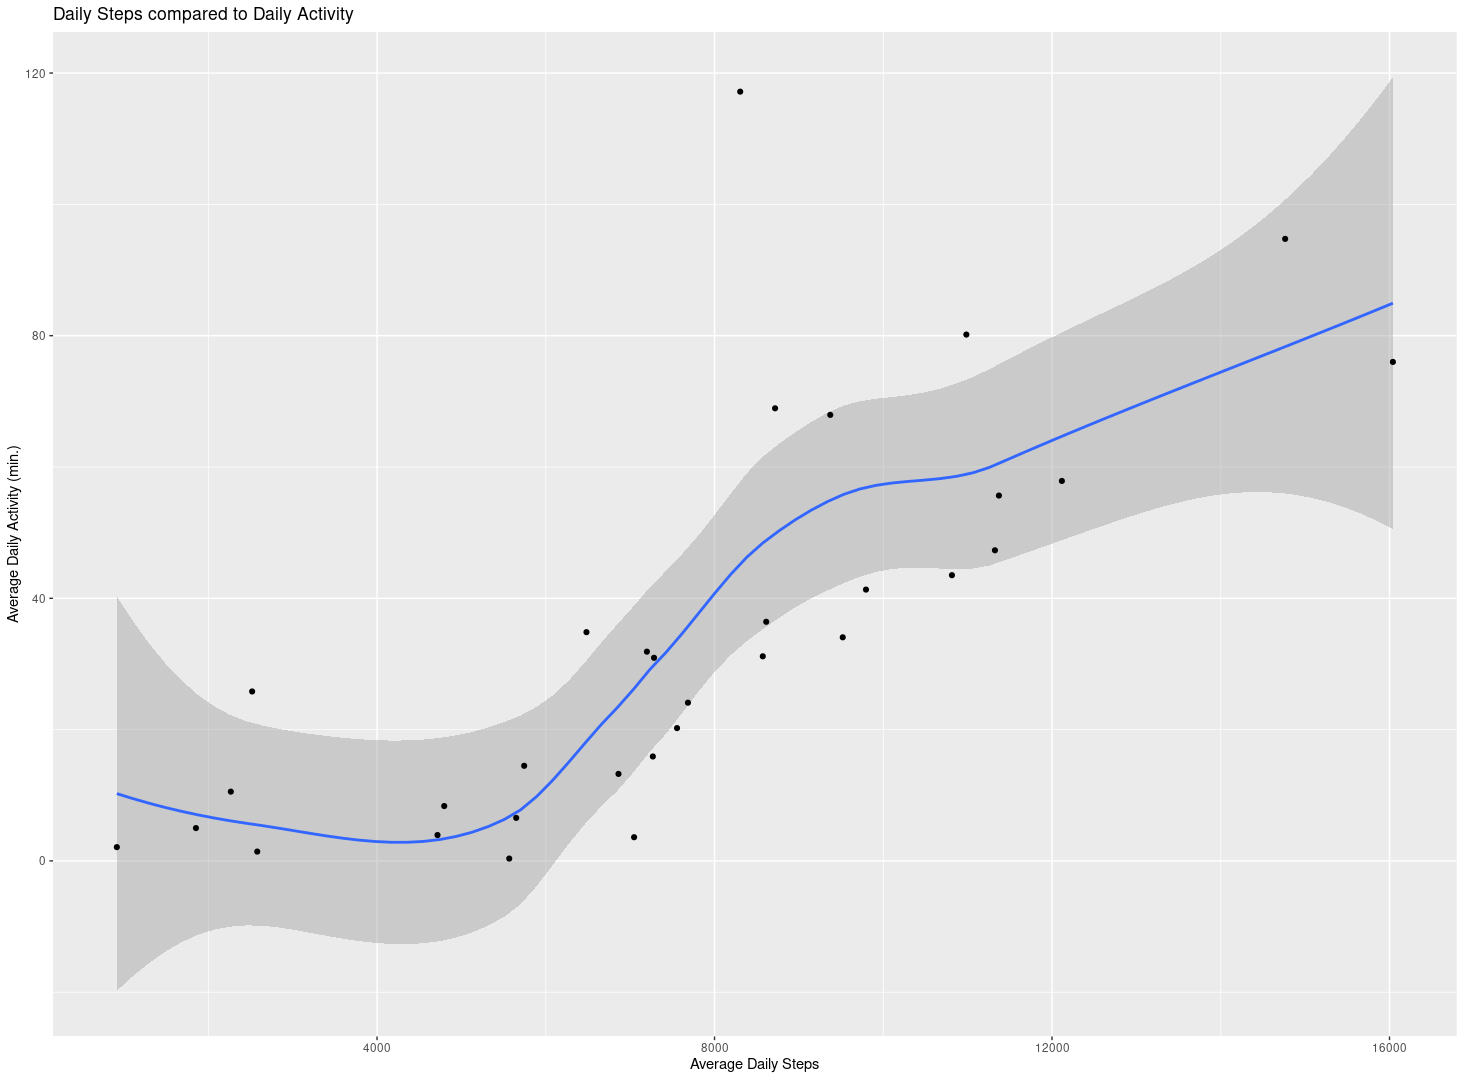 Daily Steps compared to Daily Activity
120
80
40
0
Average Daily Activity (min.)
4000 8000 12000 16000
Average Daily Steps